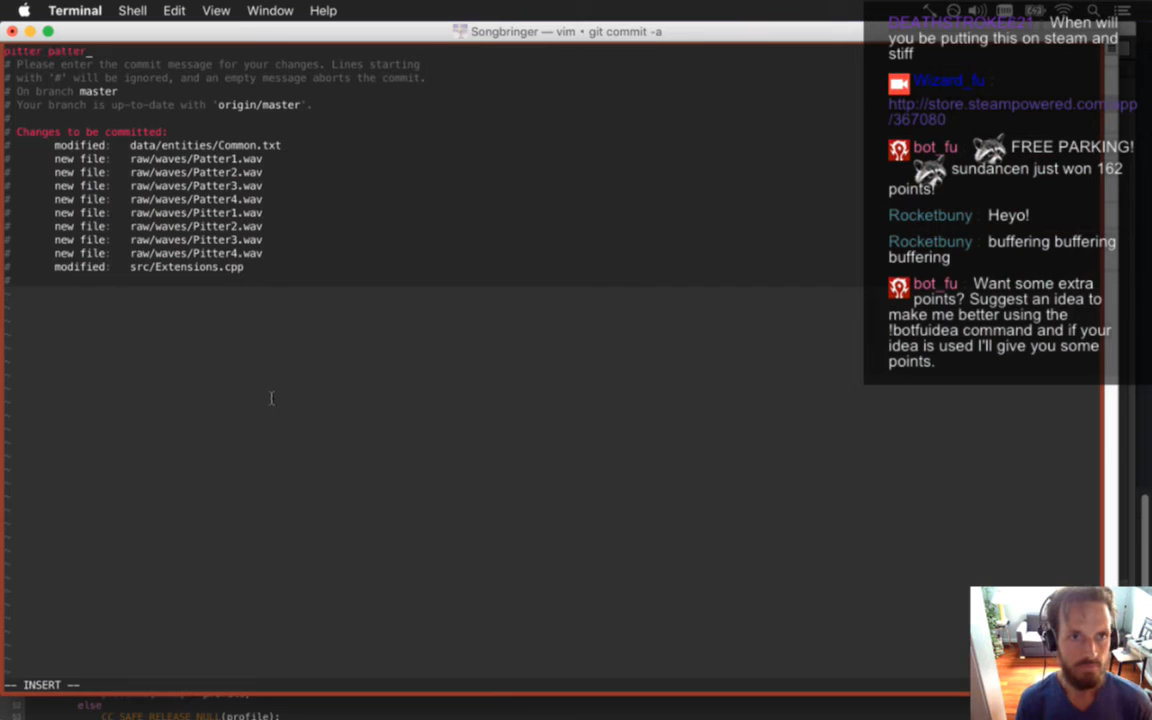 Terminal Shell Edit View Window Help
Songbringer — vim • git commit -a
pitter patter_
# Please enter the commit message for your changes. Lines starting
# with '#' will be ignored, and an empty message aborts the commit.
# On branch master
# Your branch is up-to-date with 'origin/master'.
#
# Changes to be committed:
# modified: data/entities/Common.txt
# new file: raw/waves/Patter1.wav
# new file: raw/waves/Patter2.wav
# new file: raw/waves/Patter3.wav
# new file: raw/waves/Patter4.wav
# new file: raw/waves/Pitter1.wav
# new file: raw/waves/Pitter2.wav
# new file: raw/waves/Pitter3.wav
# new file: raw/waves/Pitter4.wav
# modified: src/Extensions.cpp
#
-- INSERT --
else
CC_SAFE_RELEASE_NULL(profile);
When will
you be putting this on steam and
stiff
Wizard_fu :
http://store.steampowered.com/app
/367080
bot_fu FREE PARKING!
sundancen just won 162
points!
Rocketbuny : Heyo!
Rocketbuny : buffering buffering
buffering
bot_fu : Want some extra
points? Suggest an idea to
make me better using the
!botfuidea command and if your
idea is used I'll give you some
points.